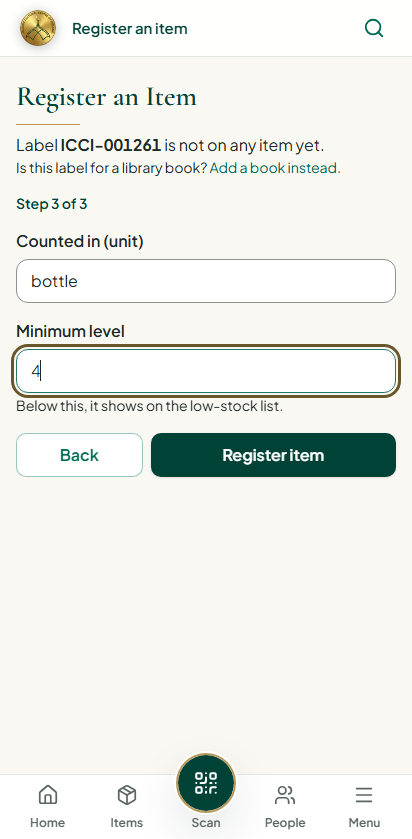 Register an item
Register an Item
Label ICCI-001261 is not on any item yet.
Is this label for a library book? Add a book instead.
Step 3 of 3
Counted in (unit)
bottle
Minimum level
4
Below this, it shows on the low-stock list.
Back
Register item
Home
Items
Scan
People
Menu